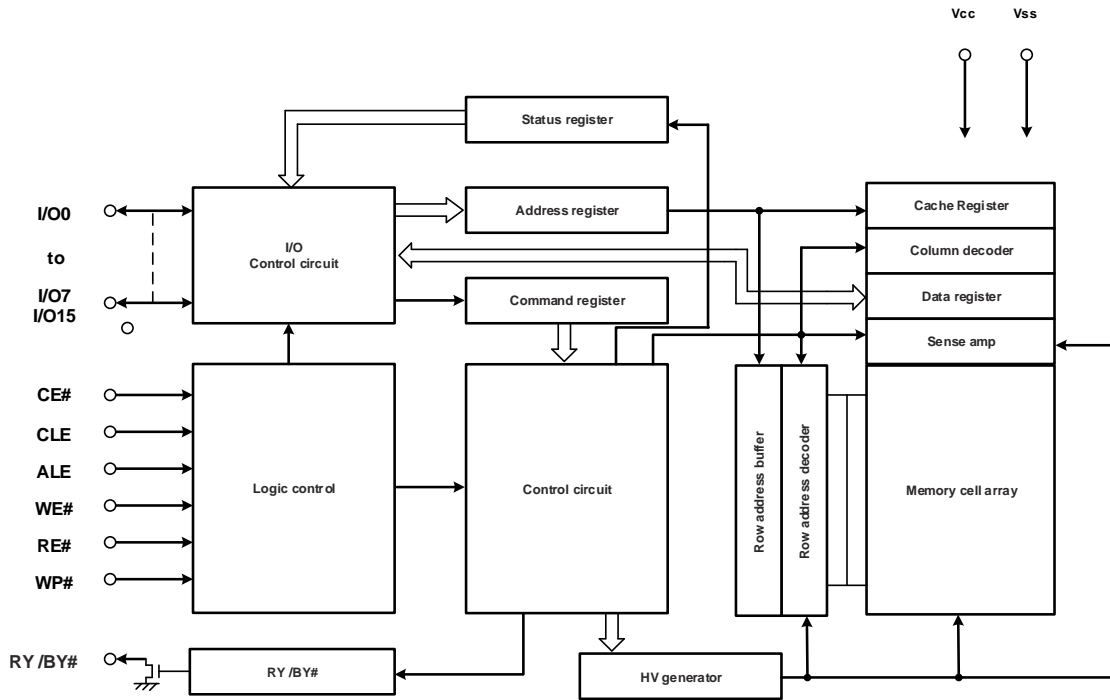 Vcc
Vss
Status register
I/O0
to
I/O7
I/O15
I/O
Control circuit
Address register
Command register
Cache Register
Column decoder
Data register
Sense amp
CE#
CLE
ALE
WE#
RE#
WP#
Logic control
Control circuit
Row address buffer
Row address decoder
Memory cell array
RY /BY#
RY /BY#
HV generator